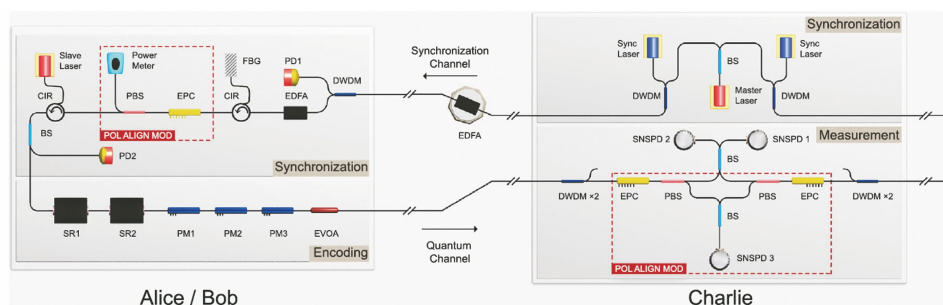 Slave
Laser
Power
Meter
FBG
PD1
DWDM
CIR
PBS
EPC
CIR
EDFA
BS
POL ALIGN MOD
PD2
Synchronization
SR1
SR2
PM1
PM2
PM3
EVOA
Encoding
Alice / Bob
Synchronization
Channel
EDFA
Quantum
Channel
Synchronization
Sync
Laser
Sync
Laser
BS
DWDM
Master
Laser
DWDM
Measurement
SNSPD 2
SNSPD 1
BS
DWDM ×2
EPC
PBS
PBS
EPC
DWDM ×2
BS
SNSPD 3
POL ALIGN MOD
Charlie